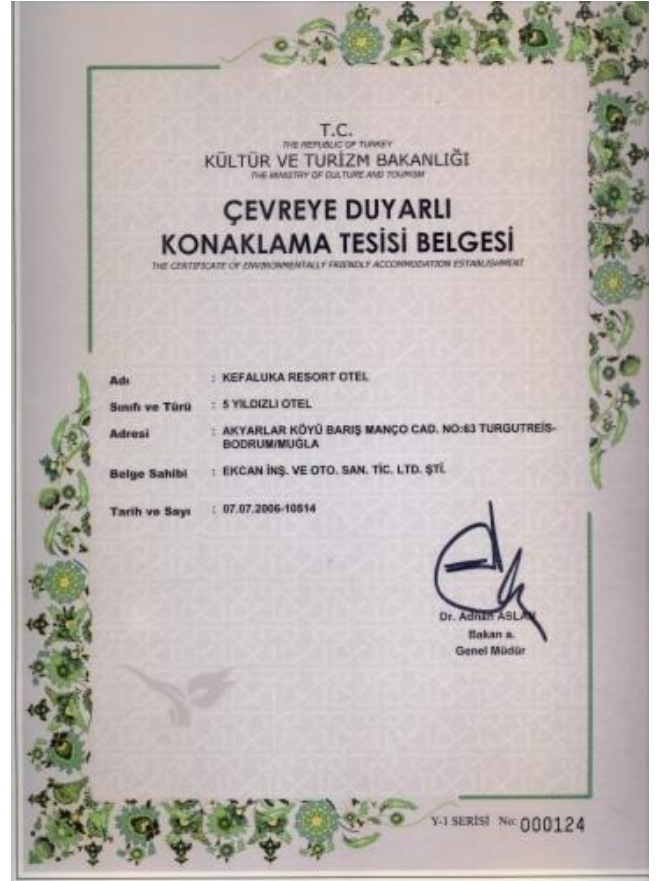 T.C.
THE REPUBLIC OF TURKEY
KÜLTÜR VE TURİZM BAKANLIĞI
THE MINISTRY OF CULTURE AND TOURISM
ÇEVREYE DUYARLI
KONAKLAMA TESİSİ BELGESİ
THE CERTIFICATE OF ENVIRONMENTALLY FRIENDLY ACCOMMODATION ESTABLISHMENT
Adı : KEFALUKA RESORT OTEL
Sınıfı ve Türü : 5 YILDIZLI OTEL
Adresi : AKYARLAR KÖYÜ BARIŞ MANÇO CAD. NO:63 TURGUTREİS-
BODRUM/MUĞLA
Belge Sahibi : EKCAN İNŞ. VE OTO. SAN. TİC. LTD. ŞTİ.
Tarih ve Sayı : 07.07.2006-10514
Dr. Adnan ASLAN
Bakan a.
Genel Müdür
Y-1 SERİSİ No: 000124